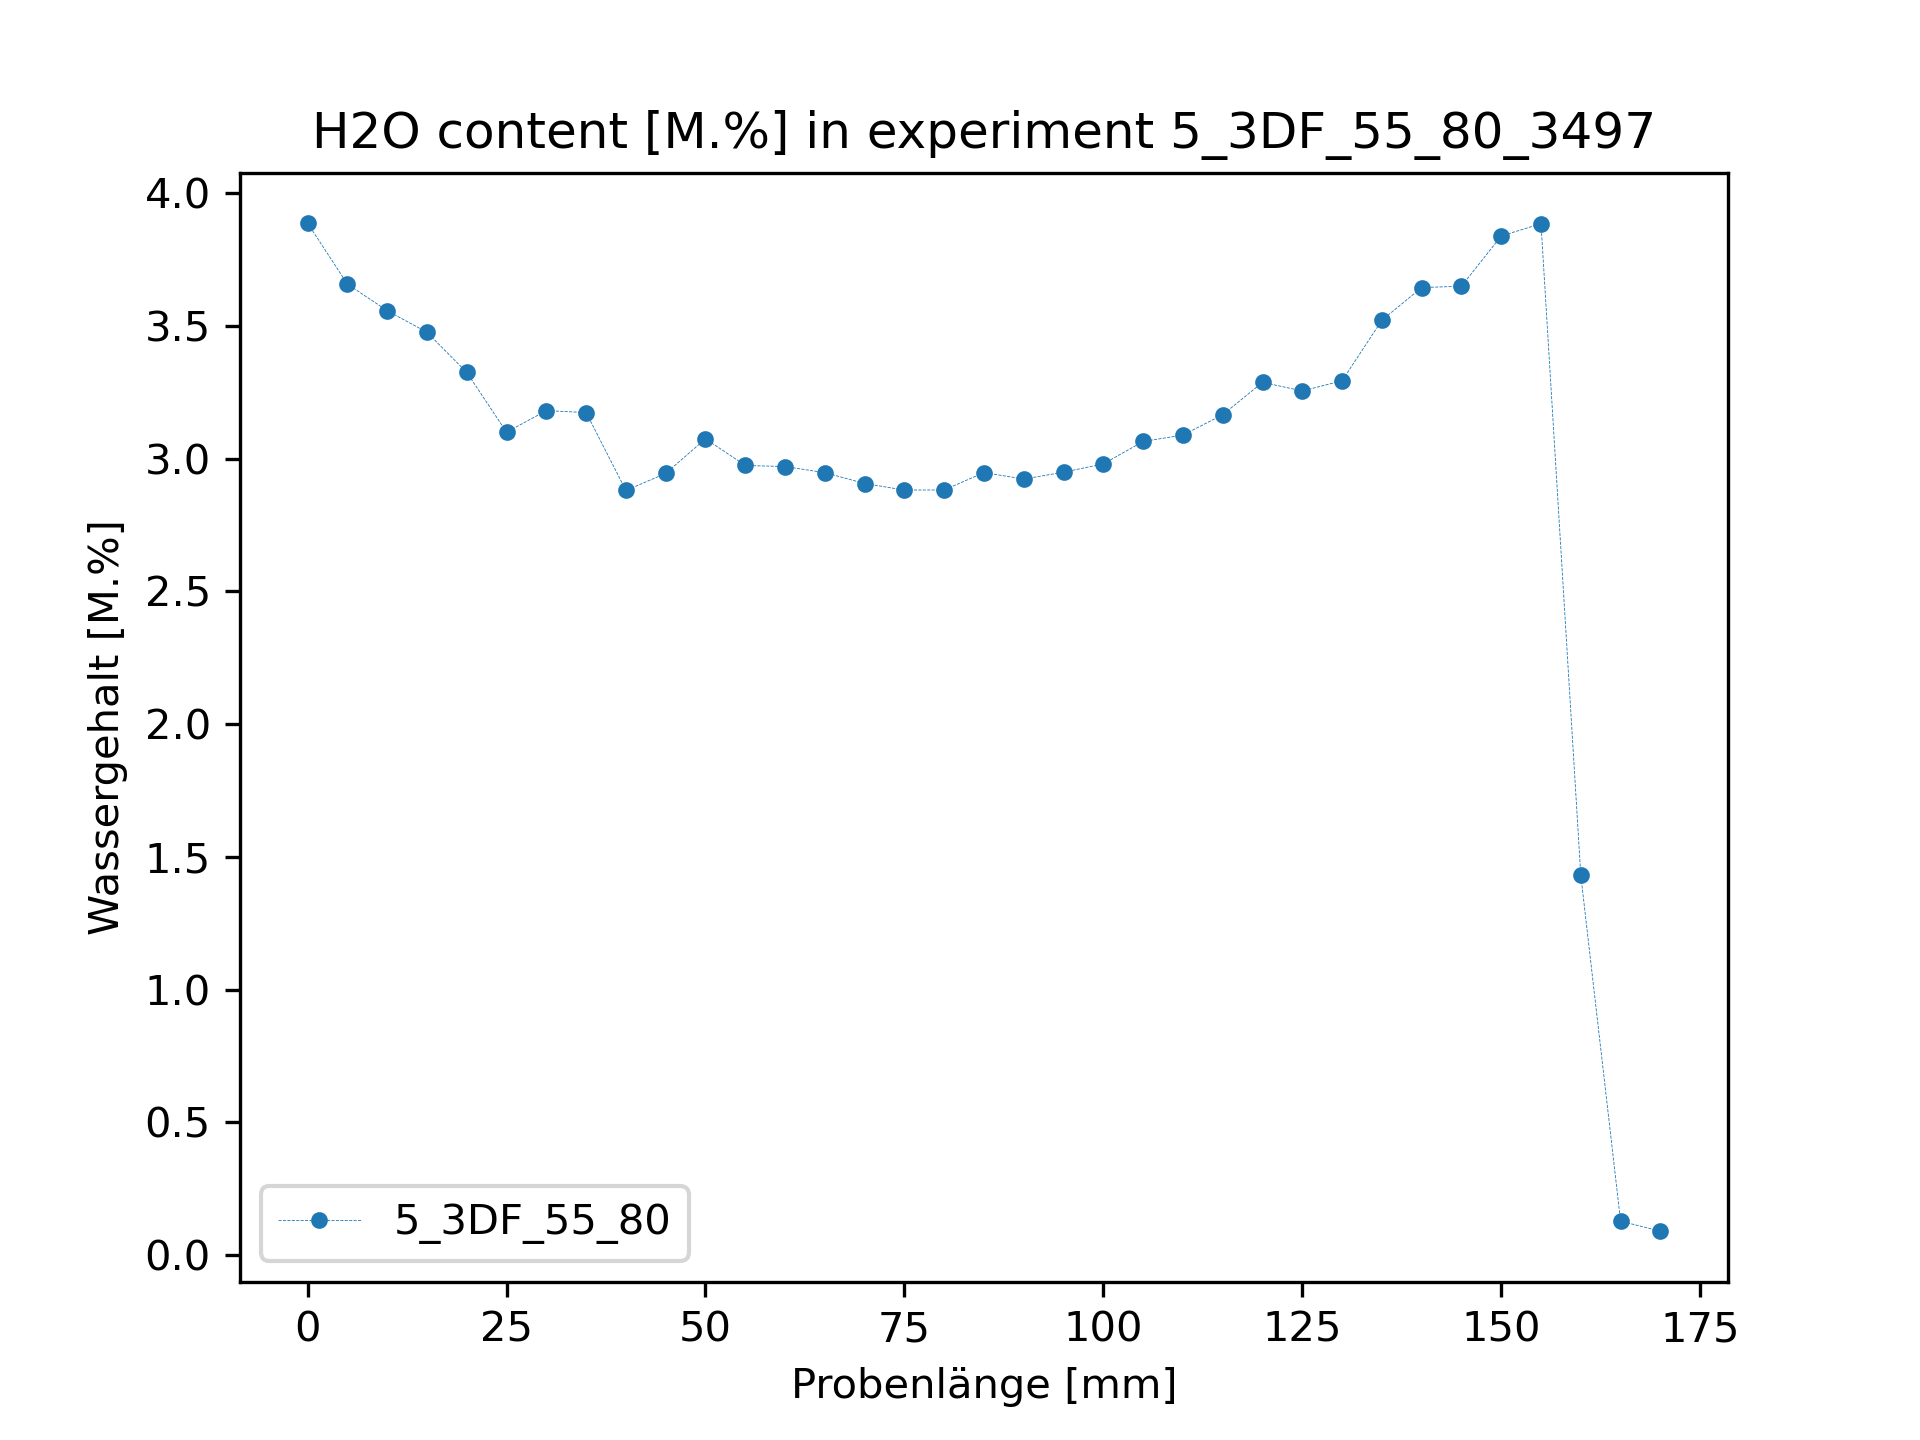 H2O content [M.%] in experiment 5_3DF_55_80_3497
Wassergehalt [M.%]
4.0
3.5
3.0
2.5
2.0
1.5
1.0
0.5
0.0
5_3DF_55_80
0 25 50 75 100 125 150 175
Probenlänge [mm]